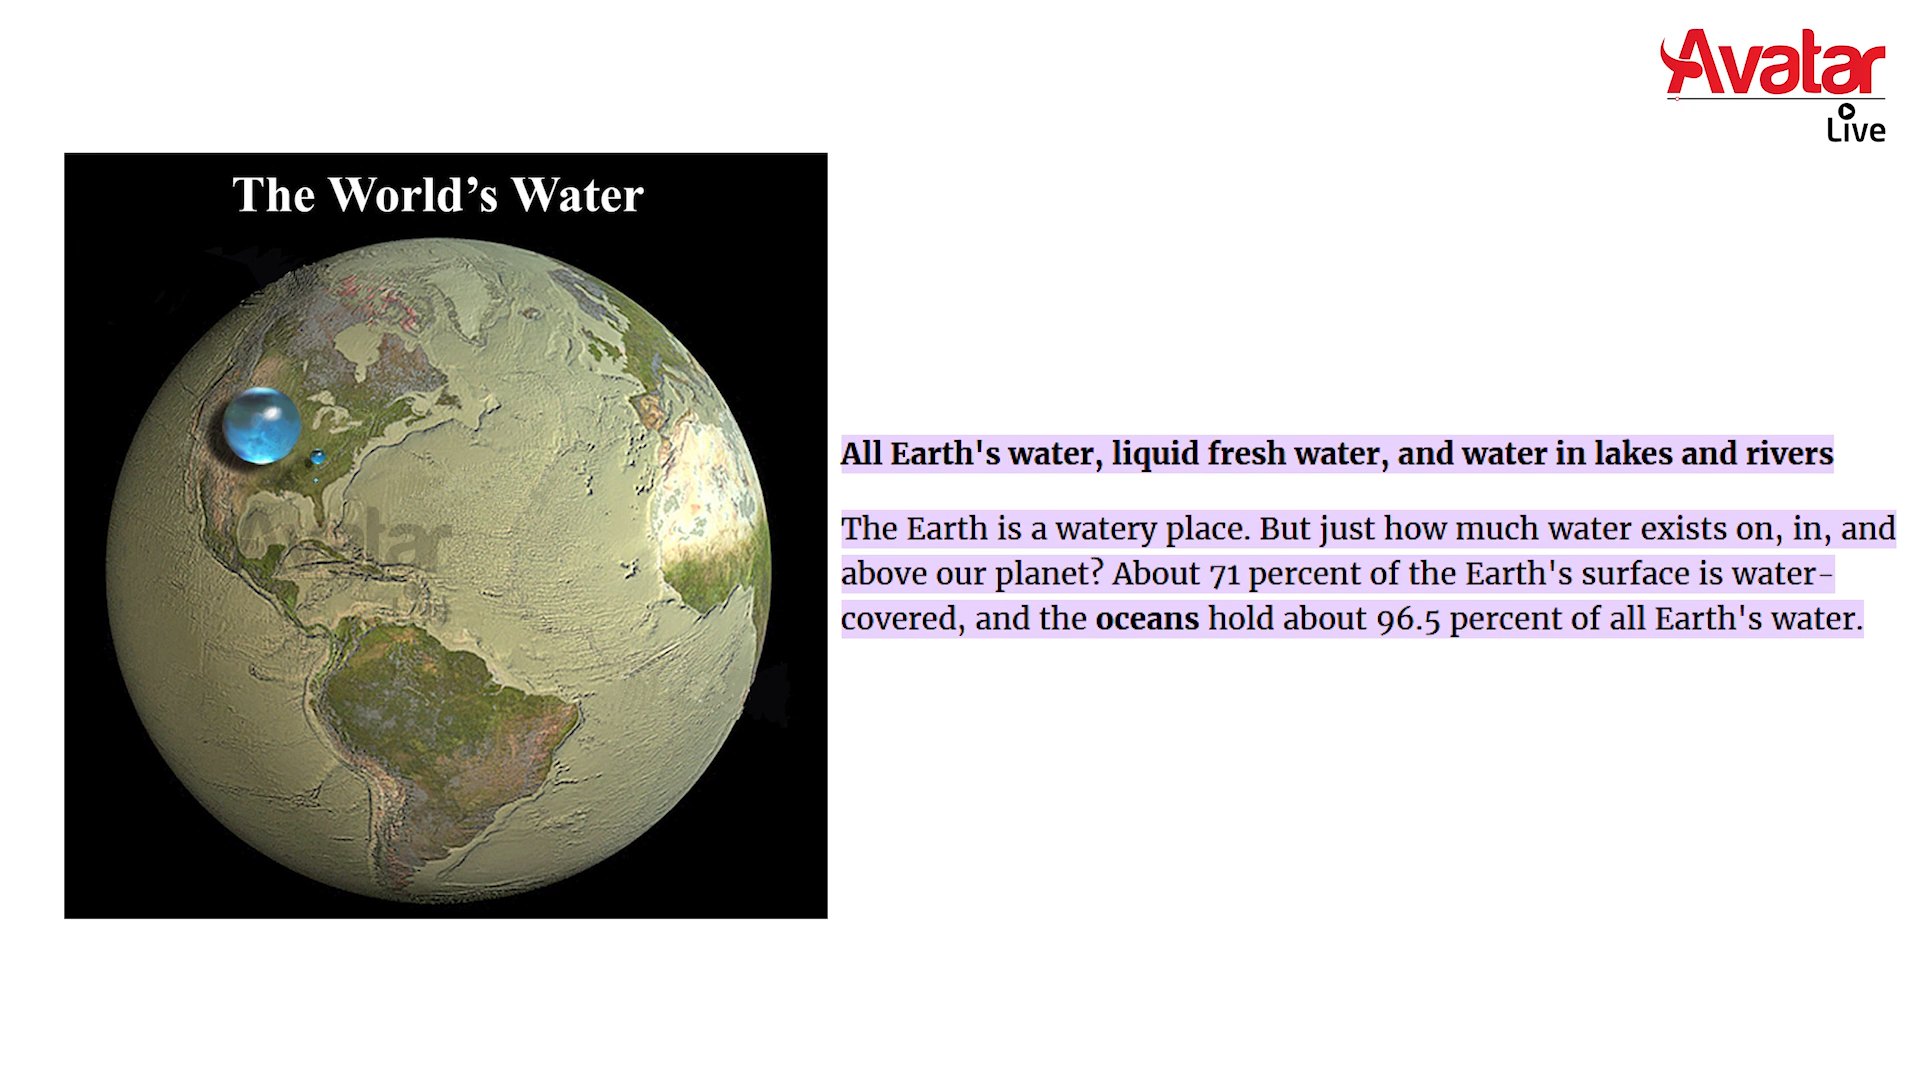 Avatar
Live
The World's Water
Avatar
All Earth's water, liquid fresh water, and water in lakes and rivers
The Earth is a watery place. But just how much water exists on, in, and
above our planet? About 71 percent of the Earth's surface is water-
covered, and the oceans hold about 96.5 percent of all Earth's water.